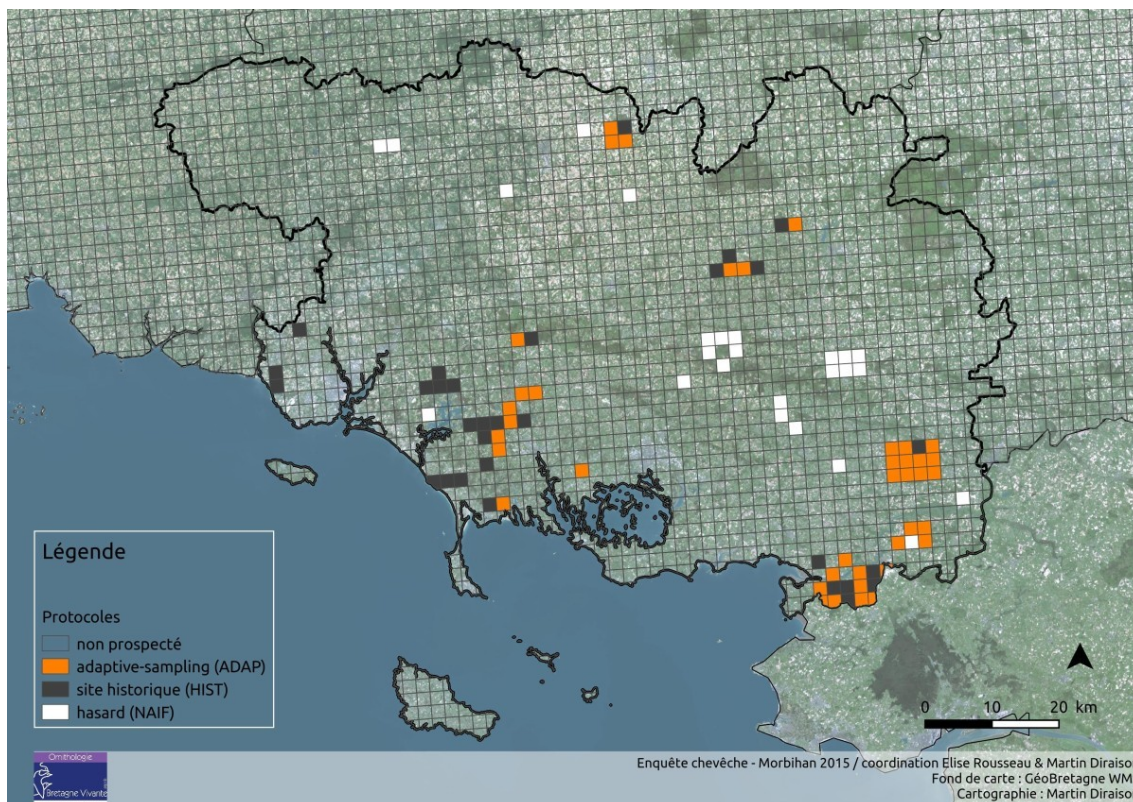 Légende
Protocoles
non prospecté
adaptive-sampling (ADAP)
site historique (HIST)
hasard (NAIF)
0 10 20 km
Ornithologie
Bretagne Vivante
Enquête chevêche - Morbihan 2015 / coordination Elise Rousseau & Martin Diraiso
Fond de carte : GéoBretagne WM
Cartographie : Martin Diraiso